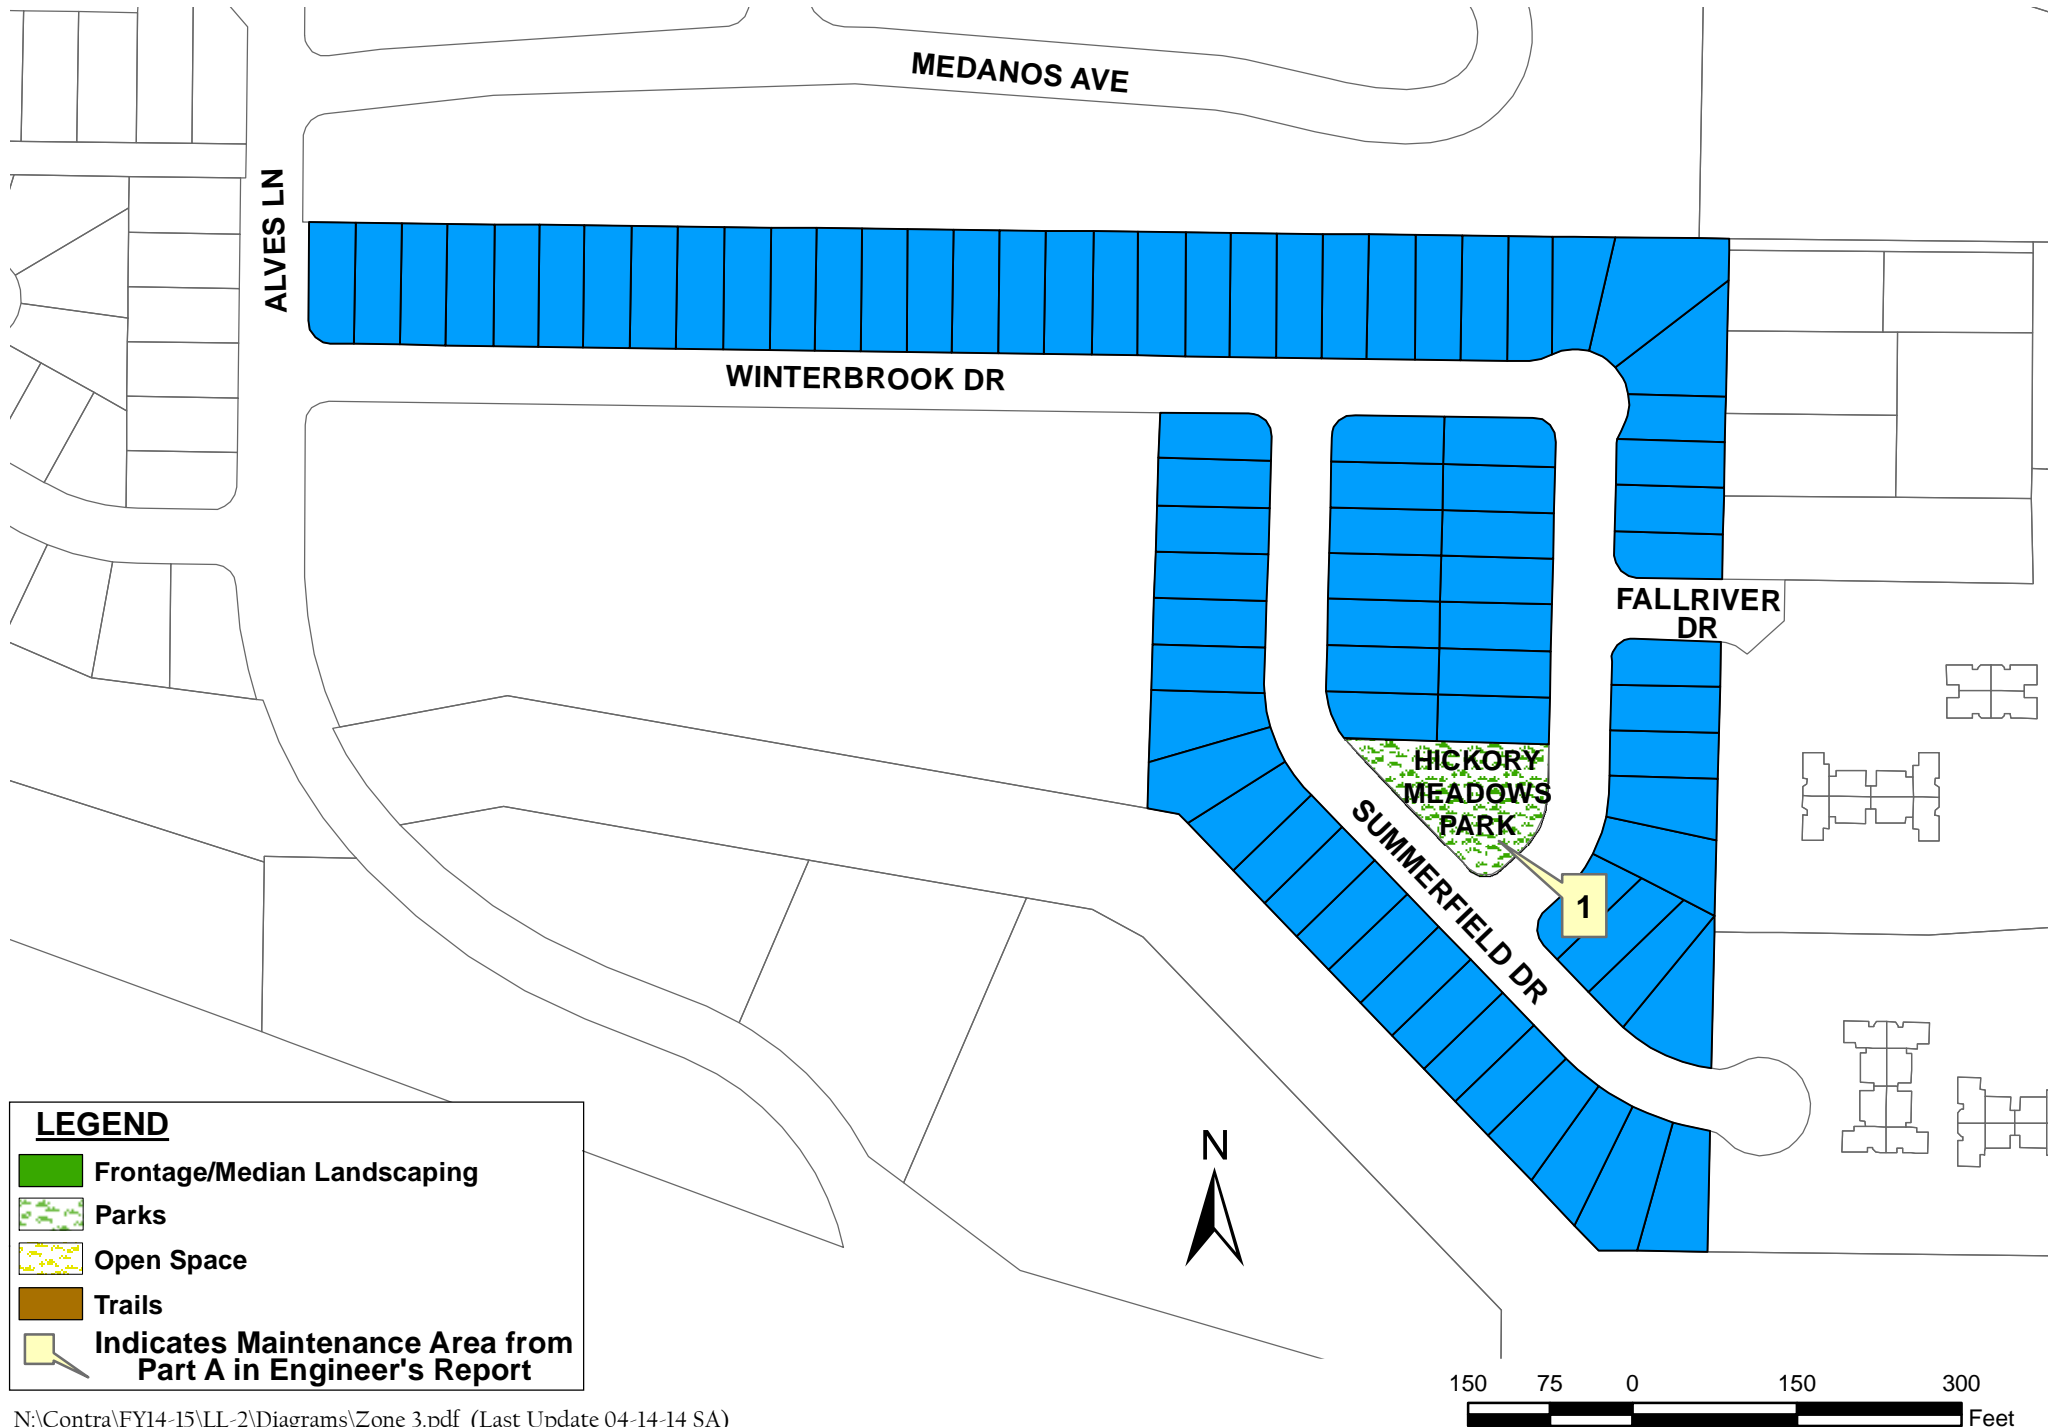 MEDANOS AVE
ALVES LN
WINTERBROOK DR
FALLRIVER
DR
HICKORY
MEADOWS
PARK
SUMMERFIELD DR
1
N
LEGEND
Frontage/Median Landscaping
Parks
Open Space
Trails
Indicates Maintenance Area from
Part A in Engineer's Report
150 75 0 150 300
Feet
N:\Contra\FY14-15\LL-2\Diagrams\Zone 3.pdf (Last Update 04-14-14 SA)